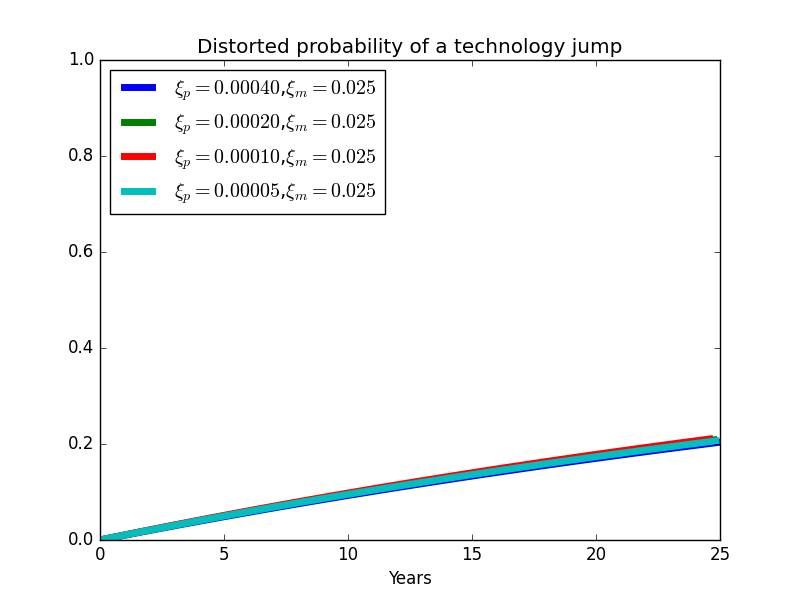 Distorted probability of a technology jump
1.0
ξₚ = 0.00040,ξₘ = 0.025
ξₚ = 0.00020,ξₘ = 0.025
ξₚ = 0.00010,ξₘ = 0.025
ξₚ = 0.00005,ξₘ = 0.025
0.8
0.6
0.4
0.2
0.0
0 5 10 15 20 25
Years